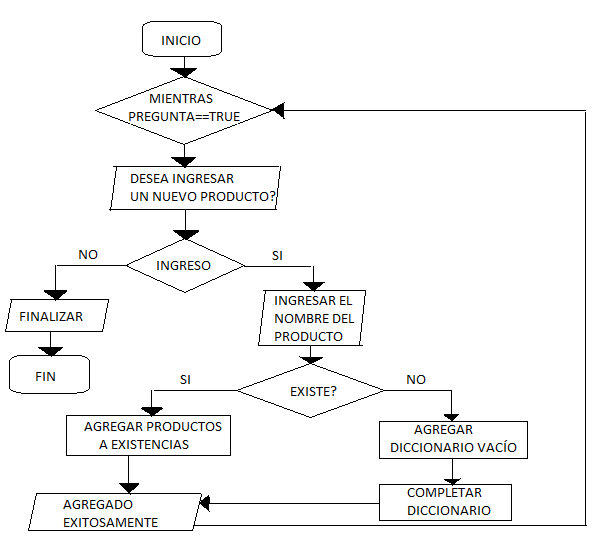 INICIO
MIENTRAS
PREGUNTA==TRUE
DESEA INGRESAR
UN NUEVO PRODUCTO?
NO
SI
INGRESO
INGRESAR EL
NOMBRE DEL
PRODUCTO
FINALIZAR
FIN
SI
NO
EXISTE?
AGREGAR PRODUCTOS
A EXISTENCIAS
AGREGAR
DICCIONARIO VACÍO
COMPLETAR
DICCIONARIO
AGREGADO
EXITOSAMENTE